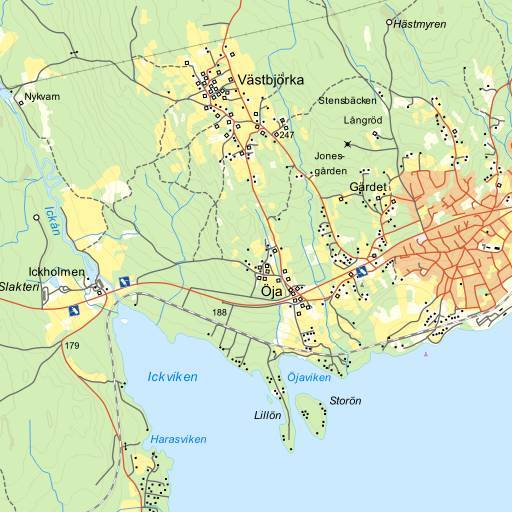 Hästmyren
Västbjörka
Nykvarn
Stensbäcken
Långröd
247
Jones-
gården
Gärdet
Ickån
Ickholmen
Slakteri
Öja
188
179
Ickviken
Öjaviken
Storön
Lillön
Harasviken